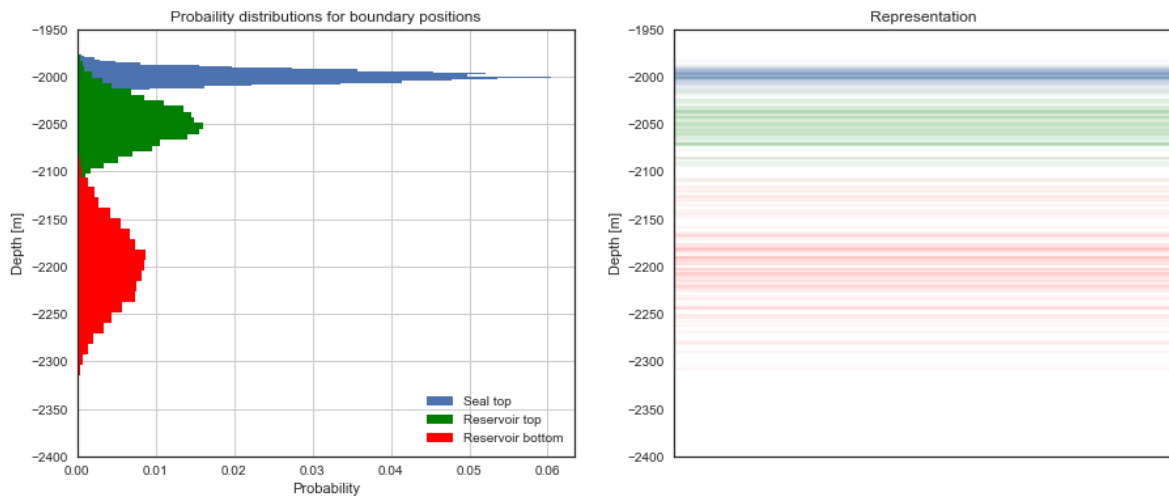 Probaility distributions for boundary positions
−1950
−2000
−2050
−2100
−2150
−2200
−2250
−2300
−2350
−2400
Depth [m]
0.00 0.01 0.02 0.03 0.04 0.05 0.06
Probability
Seal top
Reservoir top
Reservoir bottom
Representation
−1950
−2000
−2050
−2100
−2150
−2200
−2250
−2300
−2350
−2400
Depth [m]